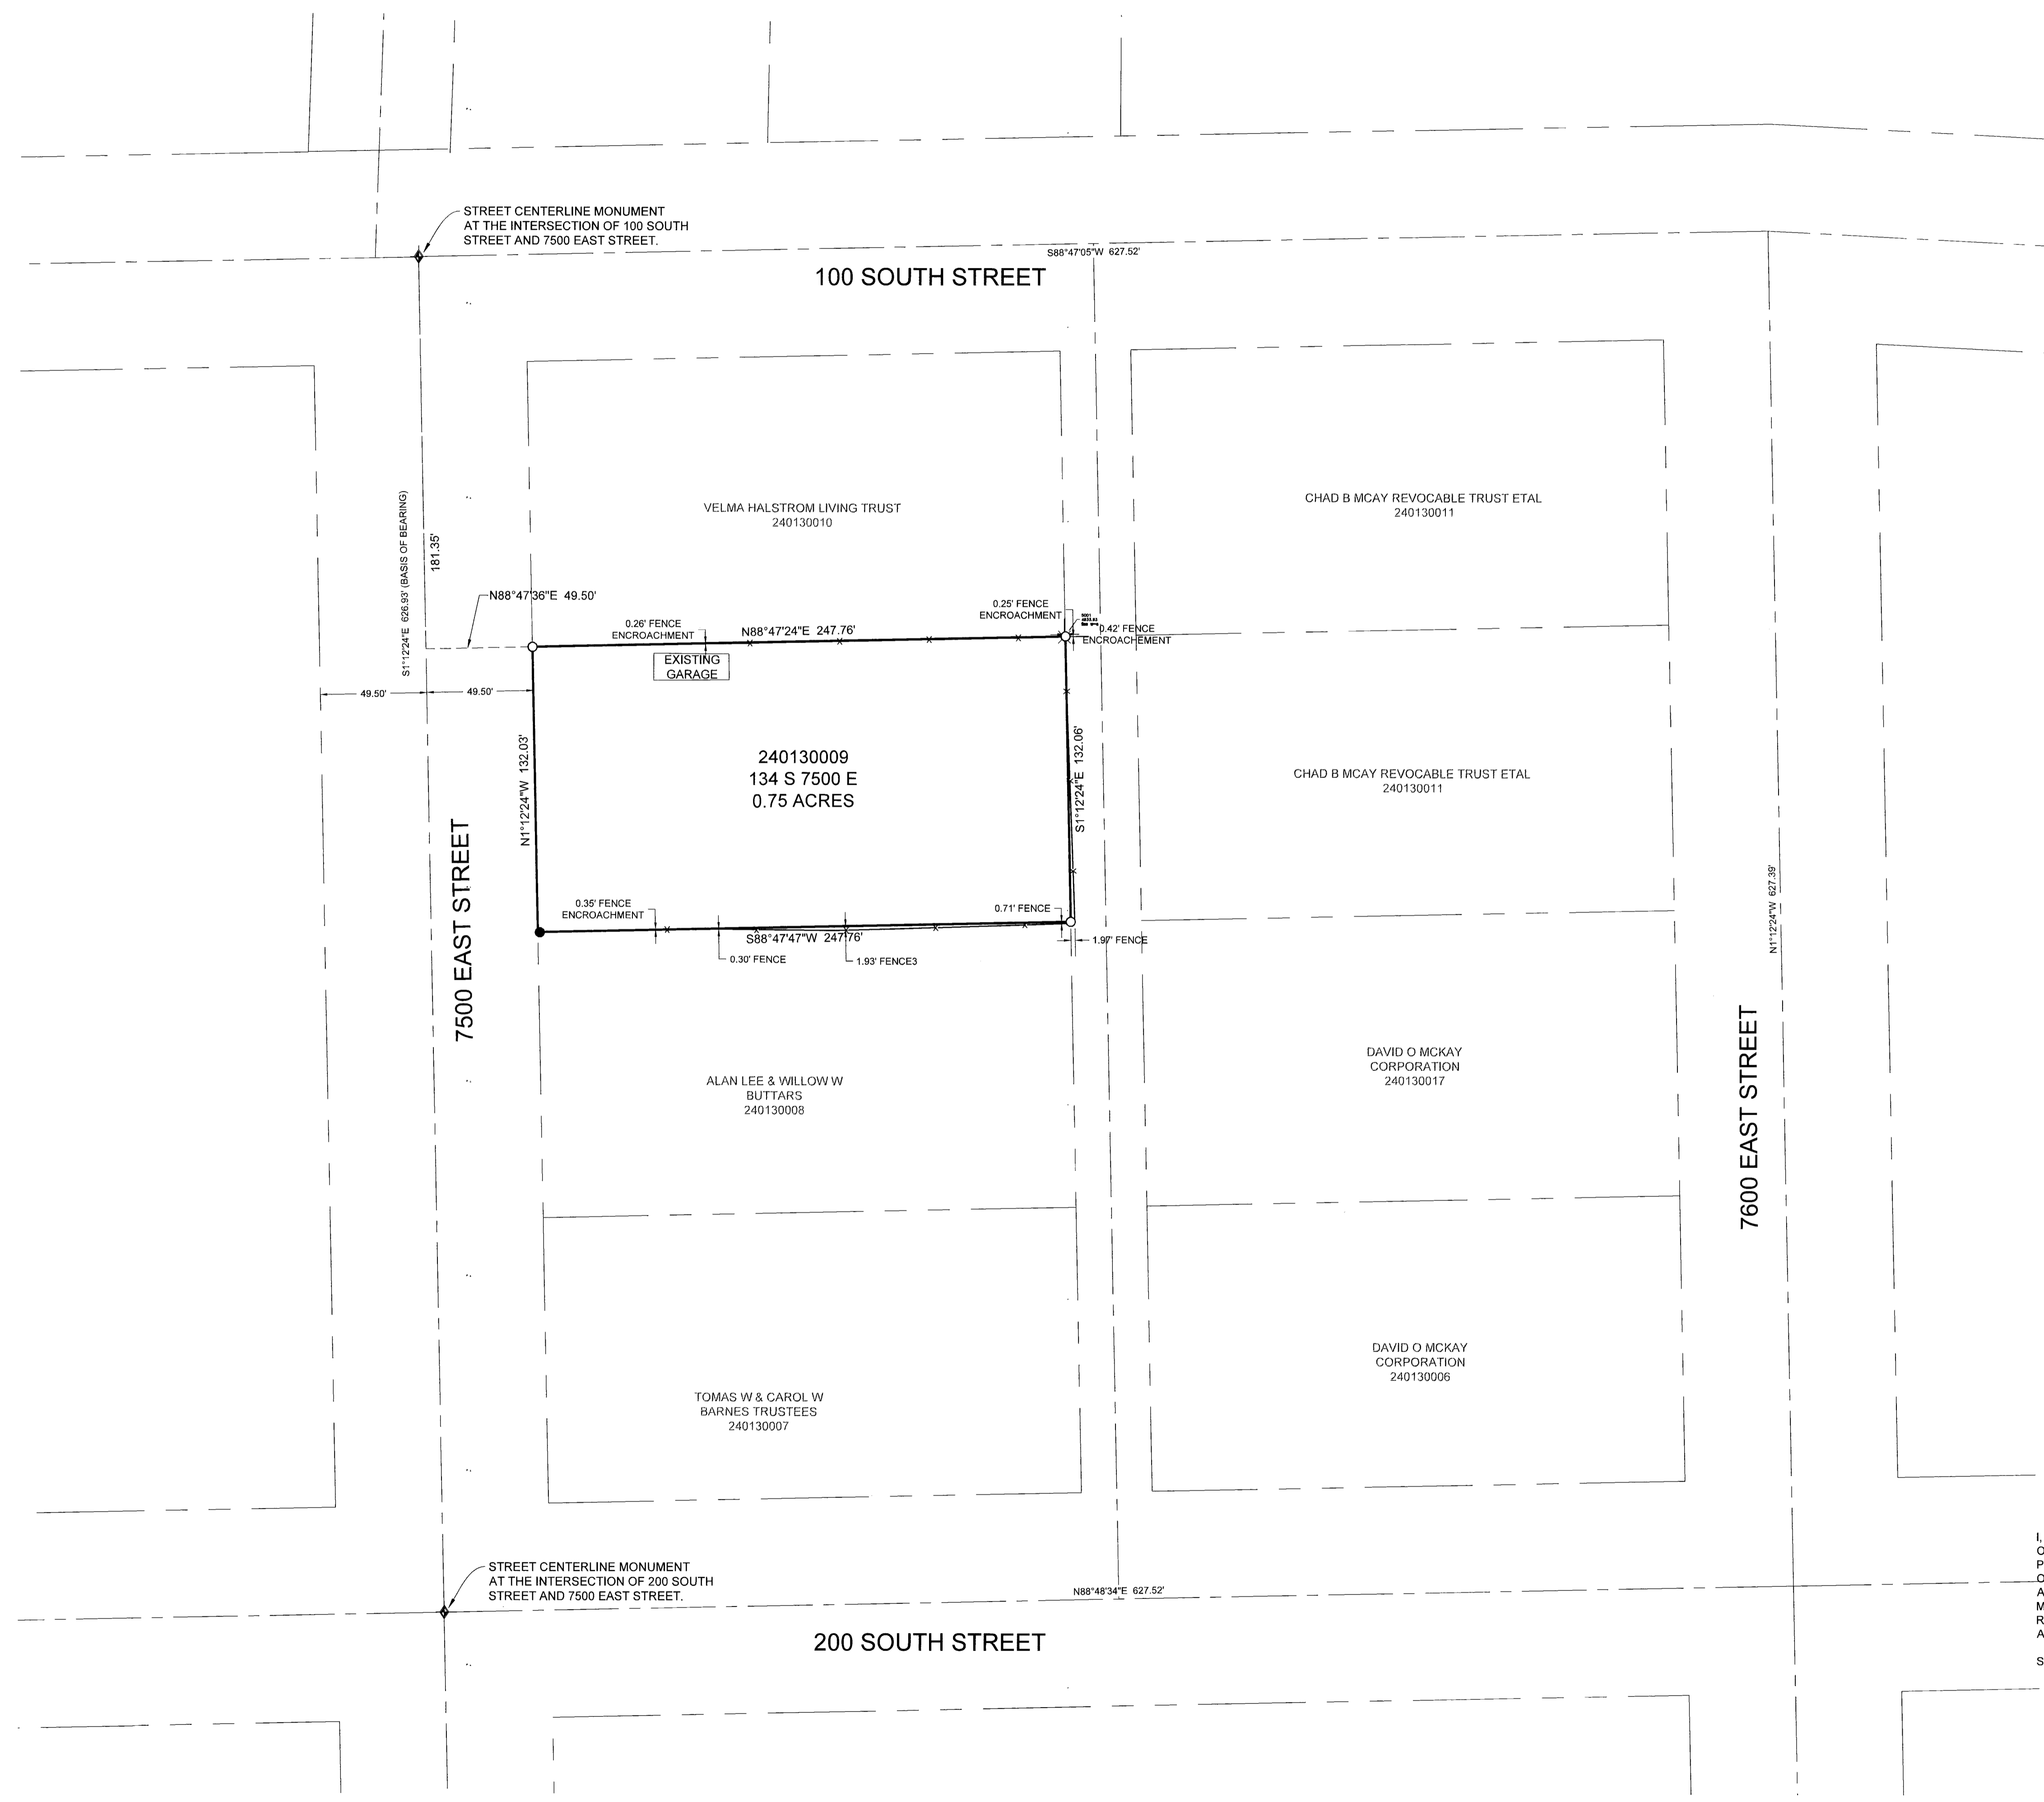 STREET CENTERLINE MONUMENT
AT THE INTERSECTION OF 100 SOUTH
STREET AND 7500 EAST STREET.
S88°47'05"W 627.52'
100 SOUTH STREET
VELMA HALSTROM LIVING TRUST
240130010
CHAD B MCAY REVOCABLE TRUST ETAL
240130011
S1°12'24"E 626.93' (BASIS OF BEARING)
181.35'
N88°47'36"E 49.50'
0.26' FENCE
ENCROACHMENT
N88°47'24"E 247.76'
0.25' FENCE
ENCROACHMENT
5001
0.42' FENCE
ENCROACHEMENT
EXISTING
GARAGE
49.50'
49.50'
N1°12'24"W 132.03'
240130009
134 S 7500 E
0.75 ACRES
S1°12'24"E 132.06'
CHAD B MCAY REVOCABLE TRUST ETAL
240130011
7500 EAST STREET
0.35' FENCE
ENCROACHMENT
0.71' FENCE
S88°47'47"W 247.76'
0.30' FENCE
1.93' FENCE3
1.97' FENCE
N1°12'24"W 627.39'
7600 EAST STREET
ALAN LEE & WILLOW W
BUTTARS
240130008
DAVID O MCKAY
CORPORATION
240130017
TOMAS W & CAROL W
BARNES TRUSTEES
240130007
DAVID O MCKAY
CORPORATION
240130006
STREET CENTERLINE MONUMENT
AT THE INTERSECTION OF 200 SOUTH
STREET AND 7500 EAST STREET.
N88°48'34"E 627.52'
200 SOUTH STREET
I,
O
P
O
A
M
R
A
S